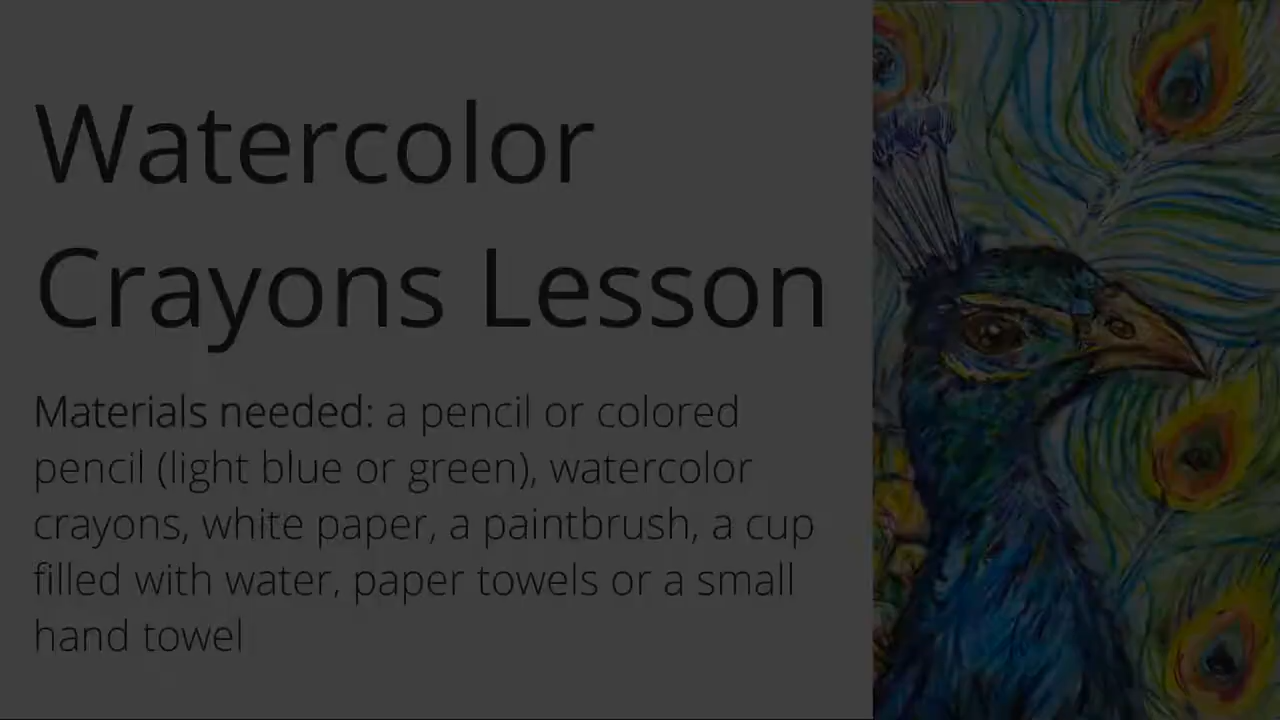 Watercolor
Crayons Lesson
Materials needed: a pencil or colored
pencil (light blue or green), watercolor
crayons, white paper, a paintbrush, a cup
filled with water, paper towels or a small
hand towel